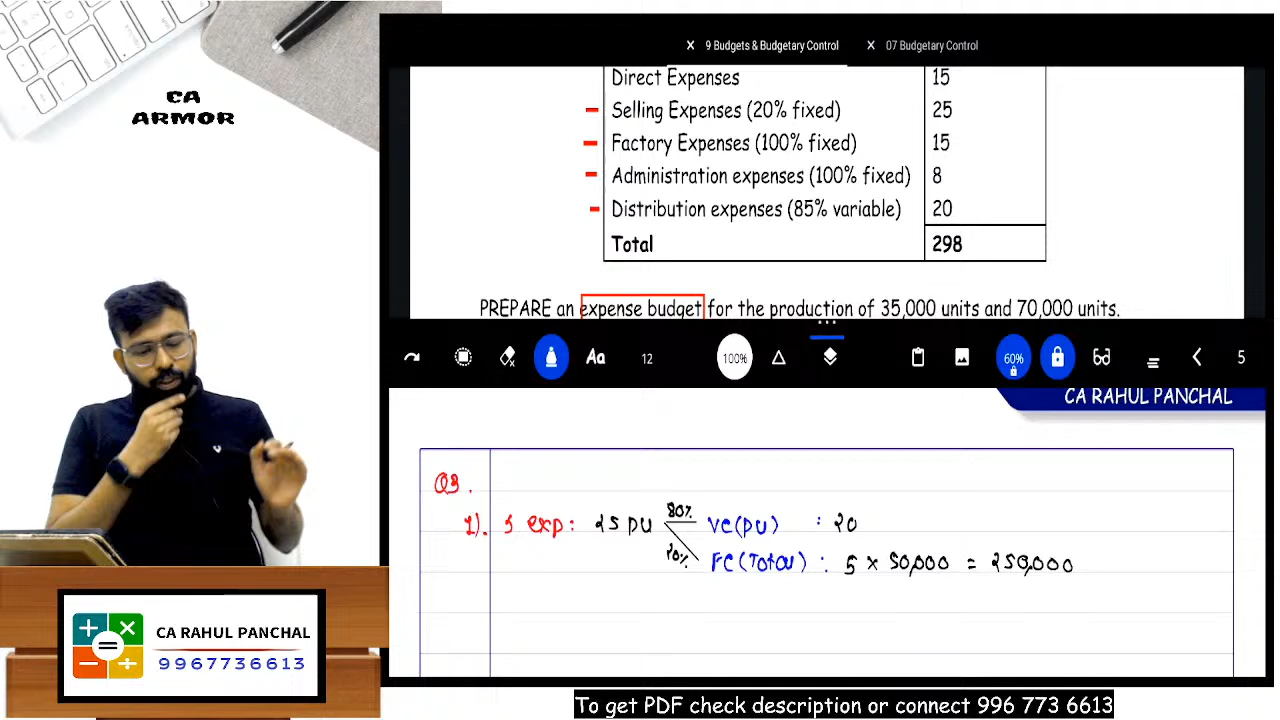 CA
ARMOR
9 Budgets & Budgetary Control
07 Budgetary Control
Direct Expenses 15
Selling Expenses (20% fixed) 25
Factory Expenses (100% fixed) 15
Administration expenses (100% fixed) 8
Distribution expenses (85% variable) 20
Total 298
PREPARE an expense budget for the production of 35,000 units and 70,000 units.
Aa 12 100% 60% 5
CA RAHUL PANCHAL
Q3.
1). S exp: 25 pu 80% VC(pu) : 20
20% FC(Total) : 5 × 50,000 = 250,000
CA RAHUL PANCHAL
9967736613
To get PDF check description or connect 996 773 6613